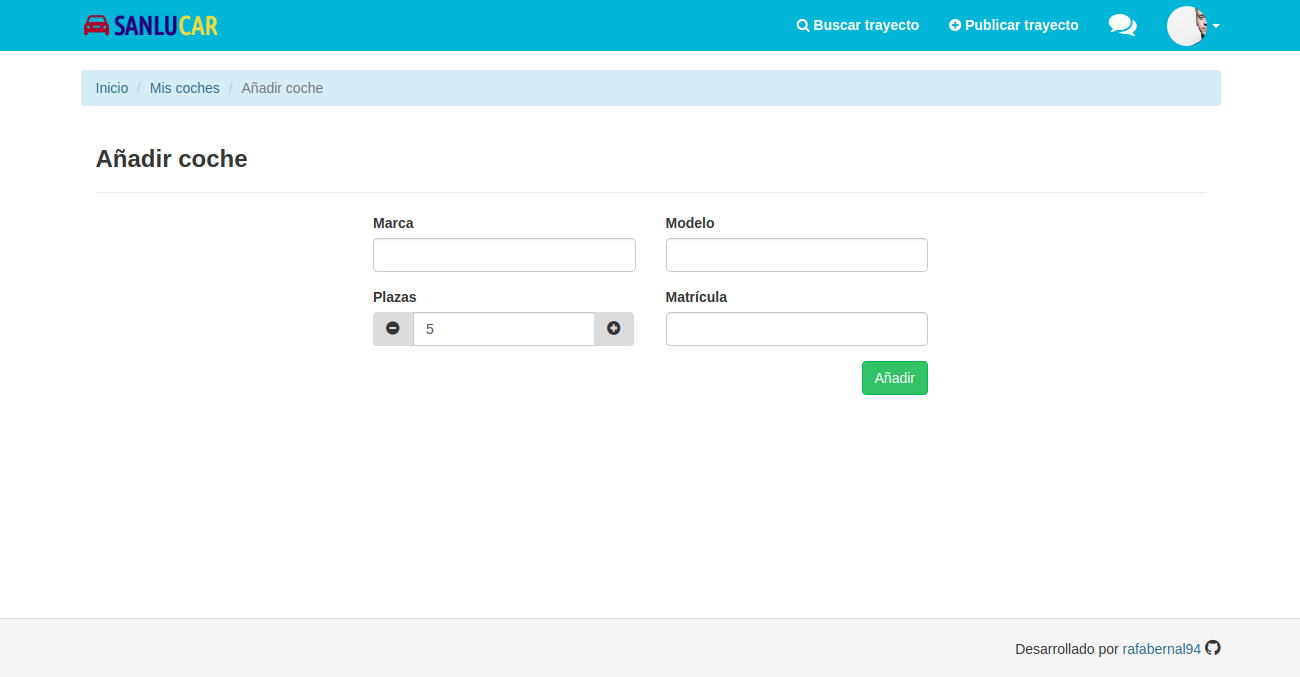 SANLUCAR Buscar trayecto Publicar trayecto
Inicio / Mis coches / Añadir coche
Añadir coche
Marca Modelo
Plazas Matrícula
5
Añadir
Desarrollado por rafabernal94